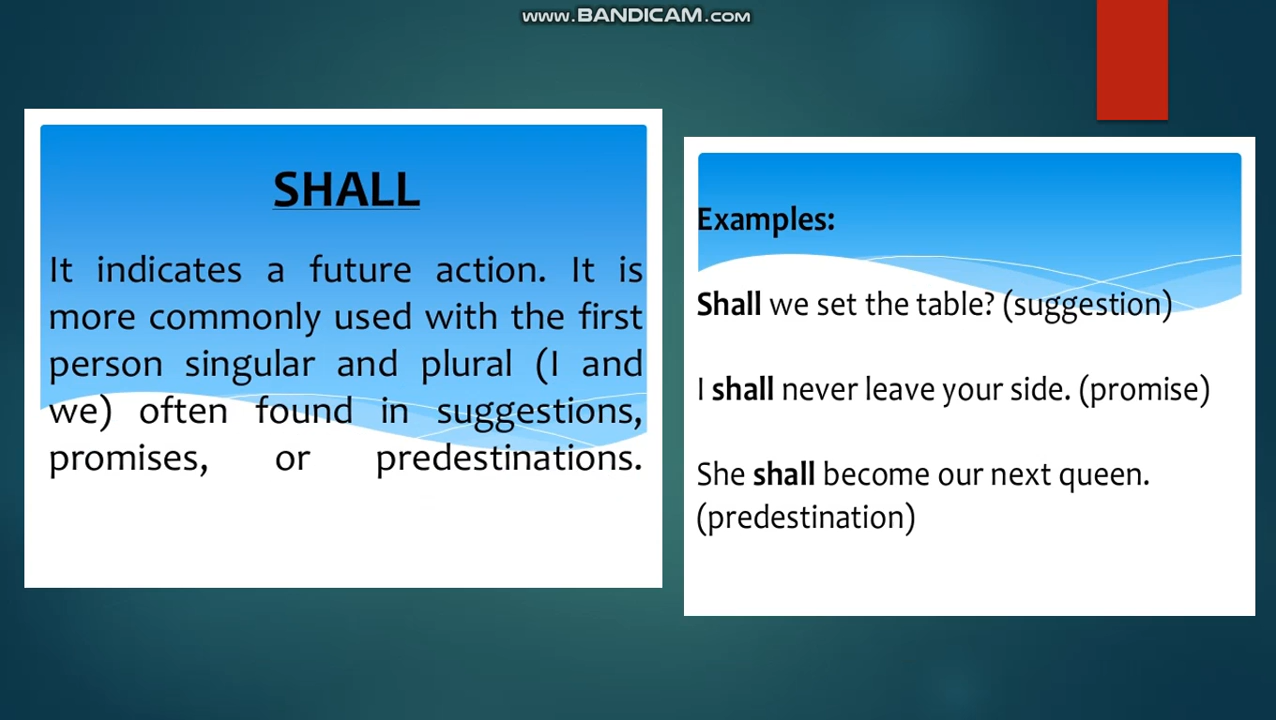 www.BANDICAM.com
SHALL
It indicates a future action. It is
more commonly used with the first
person singular and plural (I and
we) often found in suggestions,
promises, or predestinations.
Examples:
Shall we set the table? (suggestion)
I shall never leave your side. (promise)
She shall become our next queen.
(predestination)